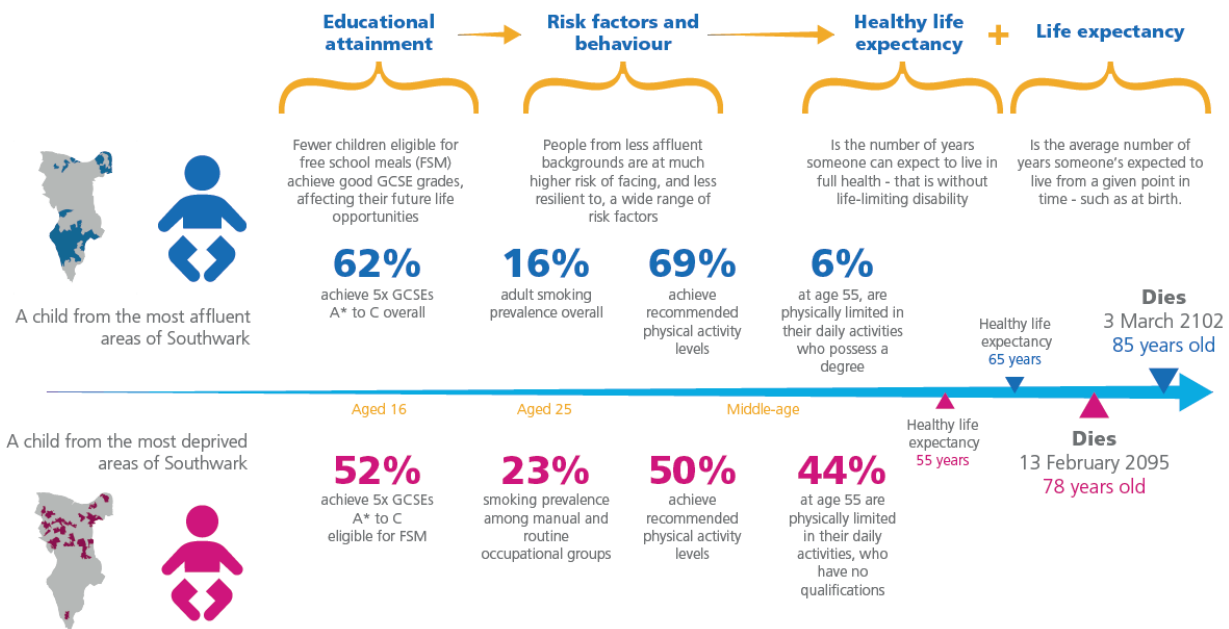 Educational
attainment
Risk factors and
behaviour
Healthy life
expectancy
+
Life expectancy
Fewer children eligible for
free school meals (FSM)
achieve good GCSE grades,
affecting their future life
opportunities
People from less affluent
backgrounds are at much
higher risk of facing, and less
resilient to, a wide range of
risk factors
Is the number of years
someone can expect to live in
full health - that is without
life-limiting disability
Is the average number of
years someone's expected to
live from a given point in
time - such as at birth.
A child from the most affluent
areas of Southwark
62%
achieve 5x GCSEs
A* to C overall
16%
adult smoking
prevalence overall
69%
achieve
recommended
physical activity
levels
6%
at age 55, are
physically limited in
their daily activities
who possess a
degree
Healthy life
expectancy
65 years
Dies
3 March 2102
85 years old
Aged 16
Aged 25
Middle-age
A child from the most deprived
areas of Southwark
52%
achieve 5x GCSEs
A* to C
eligible for FSM
23%
smoking prevalence
among manual and
routine
occupational groups
50%
achieve
recommended
physical activity
levels
44%
at age 55 are
physically limited
in their daily
activities, who
have no
qualifications
Healthy life
expectancy
55 years
Dies
13 February 2095
78 years old